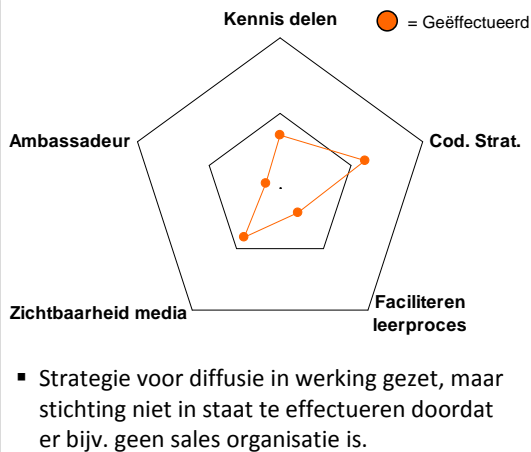 Kennis delen
= Geëffectueerd
Ambassadeur
Cod. Strat.
Zichtbaarheid media
Faciliteren
leerproces
▪ Strategie voor diffusie in werking gezet, maar
stichting niet in staat te effectueren doordat
er bijv. geen sales organisatie is.